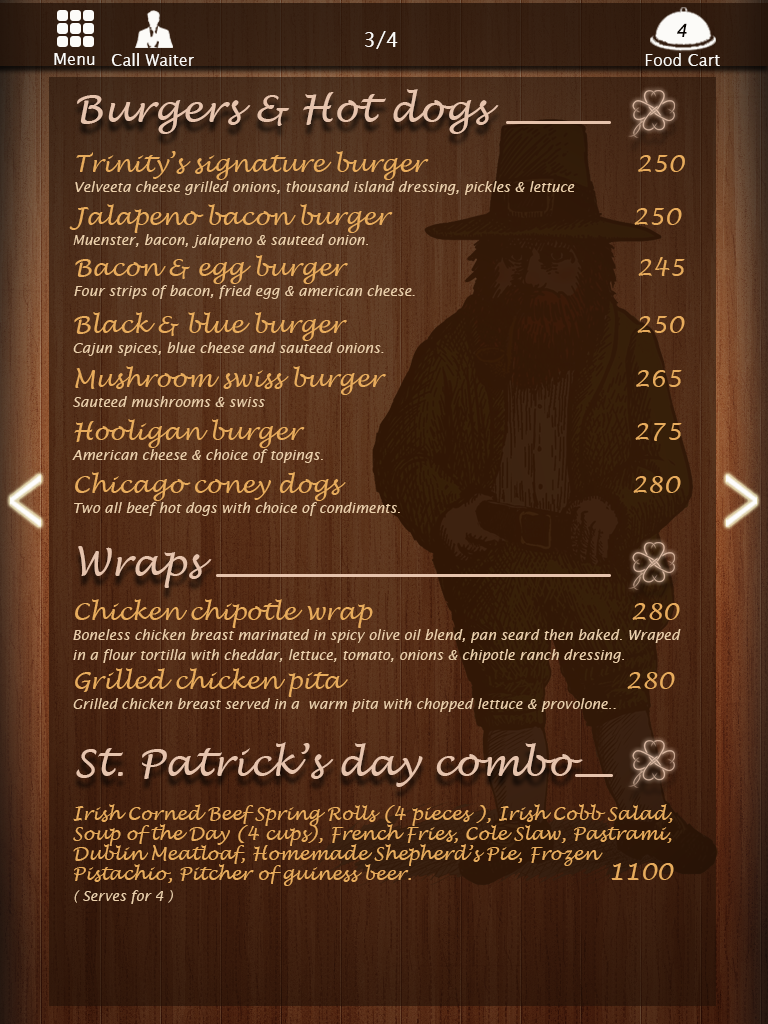 3/4
4
Menu
Call Waiter
Food Cart
Burgers & Hot dogs
Trinity's signature burger 250
Velveeta cheese grilled onions, thousand island dressing, pickles & lettuce
Jalapeno bacon burger 250
Muenster, bacon, jalapeno & sauteed onion.
Bacon & egg burger 245
Four strips of bacon, fried egg & american cheese.
Black & blue burger 250
Cajun spices, blue cheese and sauteed onions.
Mushroom swiss burger 265
Sauteed mushrooms & swiss
Hooligan burger 275
American cheese & choice of topings.
Chicago coney dogs 280
Two all beef hot dogs with choice of condiments.
Wraps
Chicken chipotle wrap 280
Boneless chicken breast marinated in spicy olive oil blend, pan seard then baked. Wraped
in a flour tortilla with cheddar, lettuce, tomato, onions & chipotle ranch dressing.
Grilled chicken pita 280
Grilled chicken breast served in a  warm pita with chopped lettuce & provolone..
St. Patrick's day combo
Irish Corned Beef Spring Rolls (4 pieces ), Irish Cobb Salad,
Soup of the Day (4 cups), French Fries, Cole Slaw, Pastrami,
Dublin Meatloaf, Homemade Shepherd's Pie, Frozen
Pistachio, Pitcher of guiness beer. 1100
( Serves for 4 )